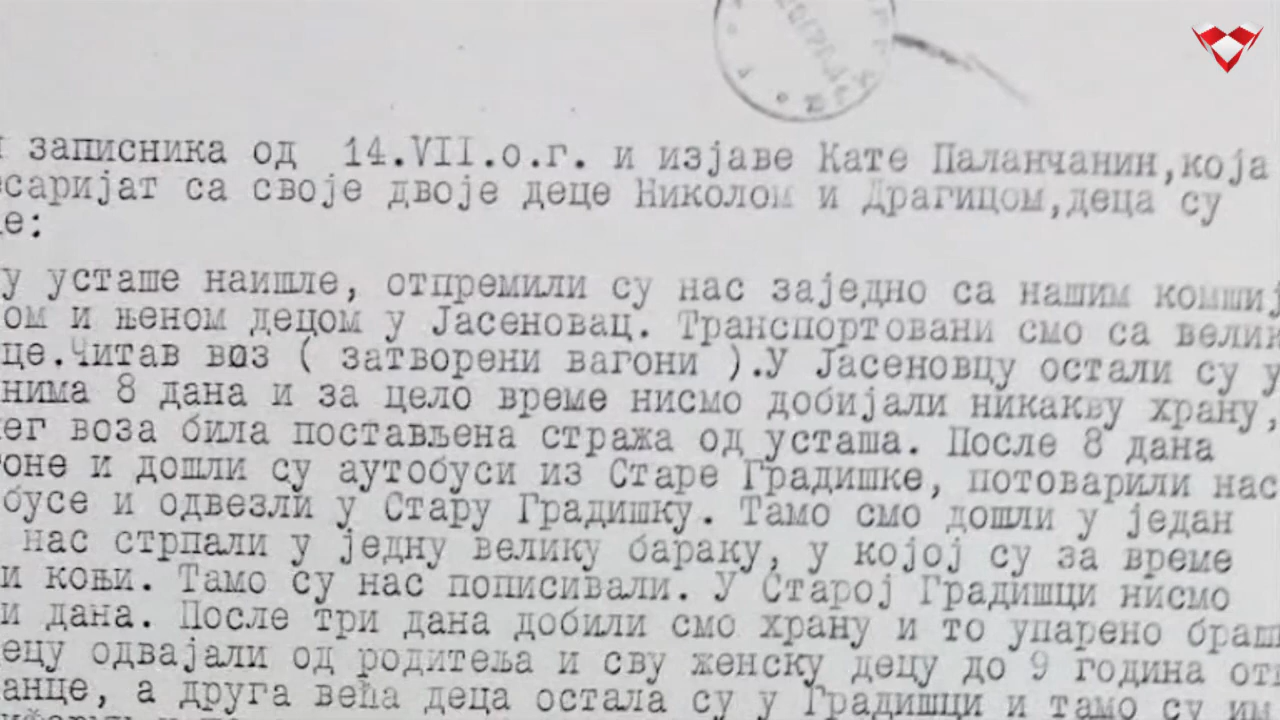 записника од 14.VII.о.г. и изјаве Кате Паланчанин,која
есаријат са своје двоје деце Николом и Драгицом,деца су
е:
у усташе наишле, отпремили су нас заједно са нашим комшиј
ом и њеном децом у Јасеновац. Транспортовани смо са велик
це.Читав воз ( затворени вагони ).У Јасеновцу остали су у
нима 8 дана и за цело време нисмо добијали никакву храну,
ег воза била постављена стража од усташа. После 8 дана
оне и дошли су аутобуси из Старе Градишке, потоварили нас
бусе и одвезли у Стару Градишку. Тамо смо дошли у један
нас стрпали у једну велику бараку, у којој су за време
и коњи. Тамо су нас пописивали. У Старој Градишци нисмо
и дана. После три дана добили смо храну и то упарено браш
ецу одвајали од родитеља и сву женску децу до 9 година от
анце, а друга већа деца остала су у Градишци и тамо су им